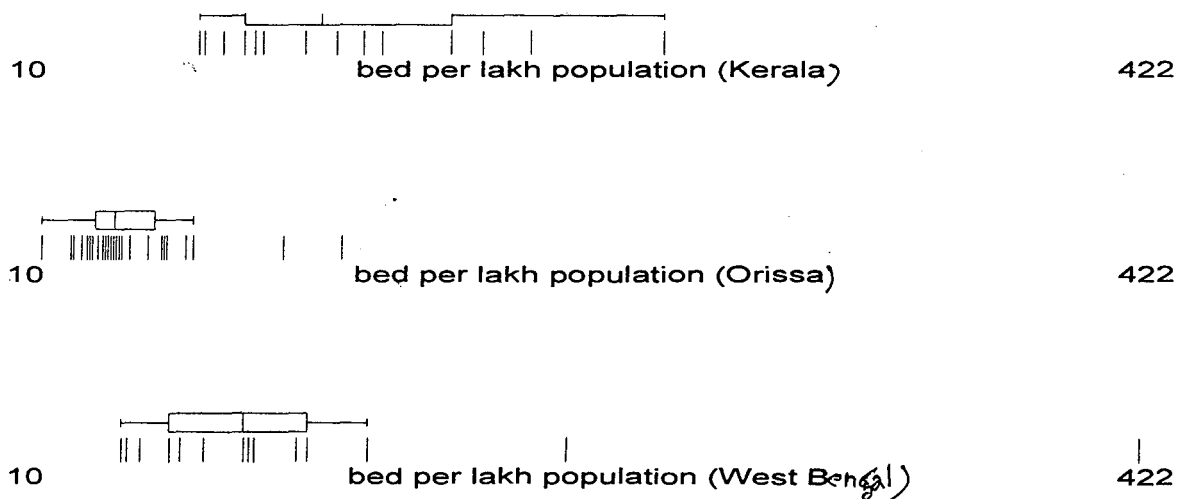 10 bed per lakh population (Kerala) 422
10 bed per lakh population (Orissa) 422
10 bed per lakh population (West Bengal) 422